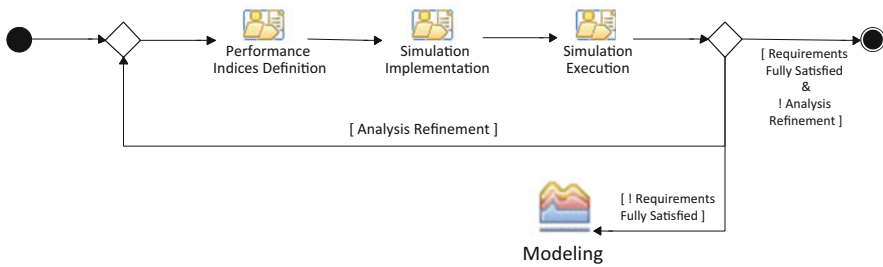 Performance
Indices Definition
Simulation
Implementation
Simulation
Execution
[ Requirements
Fully Satisfied
&
! Analysis
Refinement ]
[ Analysis Refinement ]
[ ! Requirements
Fully Satisfied ]
Modeling